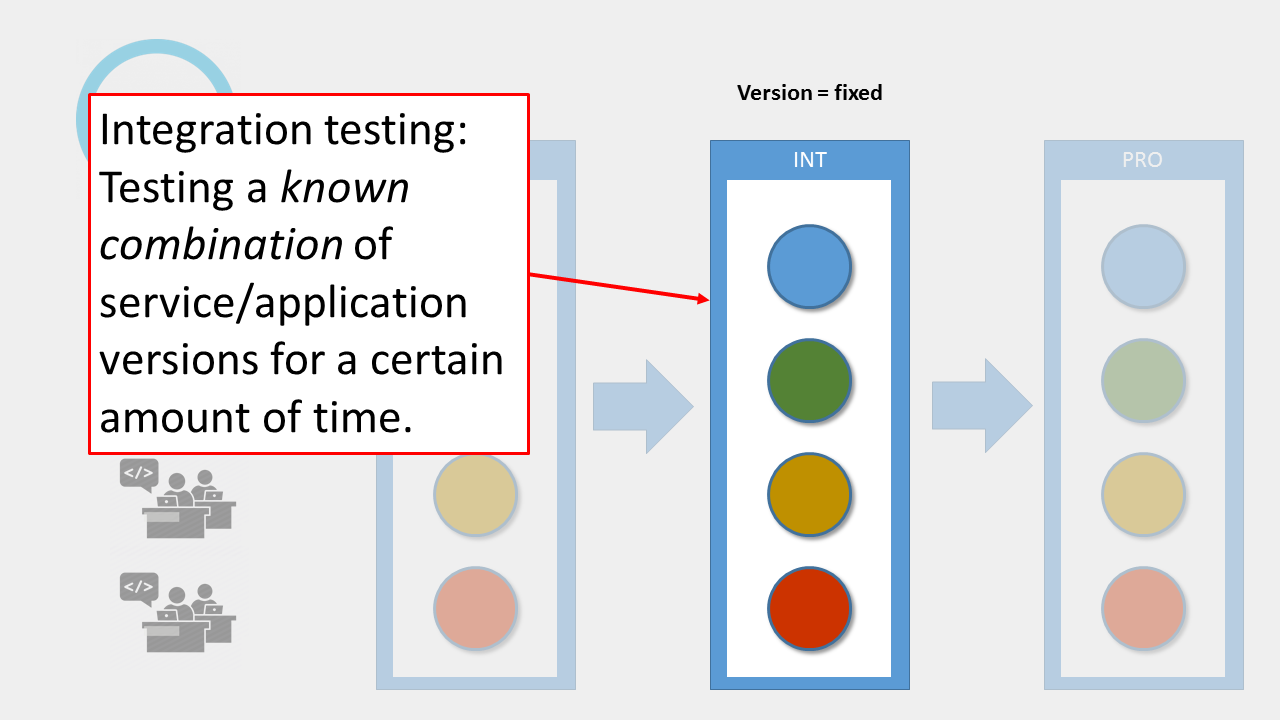 Version = fixed
Integration testing:
Testing a known
combination of
service/application
versions for a certain
amount of time.
INT
PRO
</>
</>